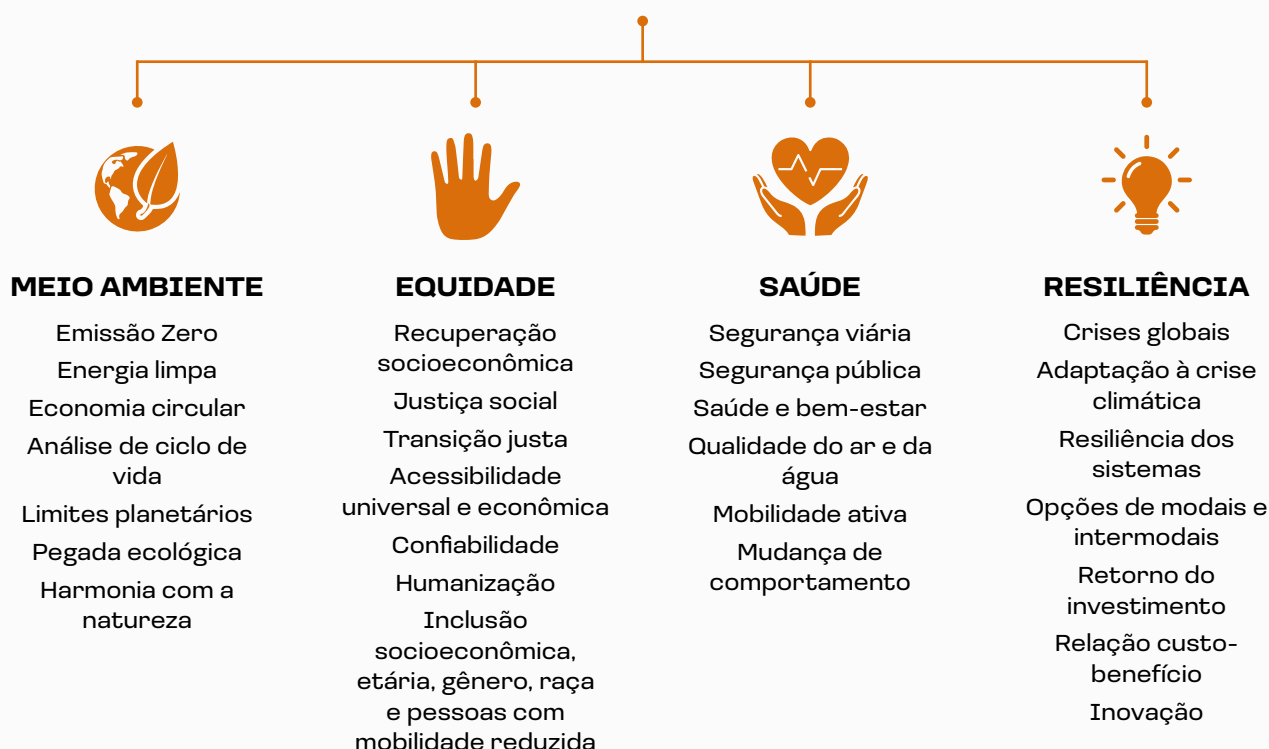 MEIO AMBIENTE
Emissão Zero
Energia limpa
Economia circular
Análise de ciclo de
vida
Limites planetários
Pegada ecológica
Harmonia com a
natureza
EQUIDADE
Recuperação
socioeconômica
Justiça social
Transição justa
Acessibilidade
universal e econômica
Confiabilidade
Humanização
Inclusão
socioeconômica,
etária, gênero, raça
e pessoas com
mobilidade reduzida
SAÚDE
Segurança viária
Segurança pública
Saúde e bem-estar
Qualidade do ar e da
água
Mobilidade ativa
Mudança de
comportamento
RESILIÊNCIA
Crises globais
Adaptação à crise
climática
Resiliência dos
sistemas
Opções de modais e
intermodais
Retorno do
investimento
Relação custo-
benefício
Inovação